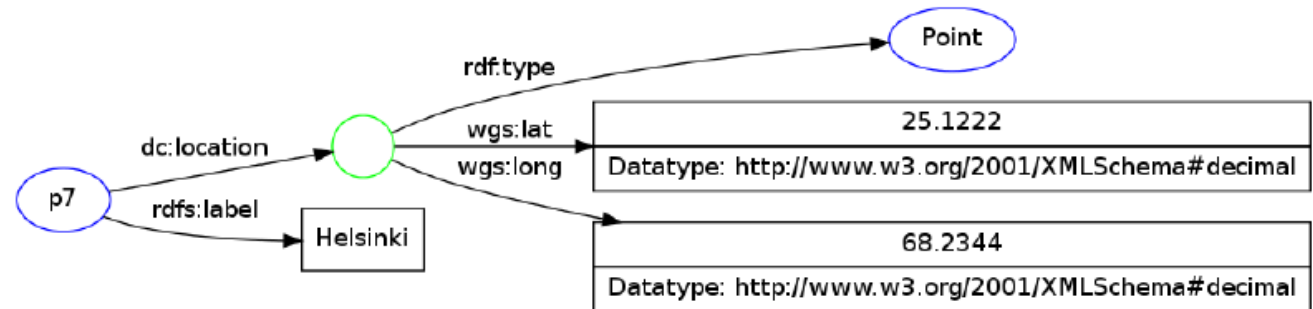 Point
rdf:type
25.1222
wgs:lat
dc:location
Datatype: http://www.w3.org/2001/XMLSchema#decimal
wgs:long
p7
rdfs:label
Helsinki
68.2344
Datatype: http://www.w3.org/2001/XMLSchema#decimal